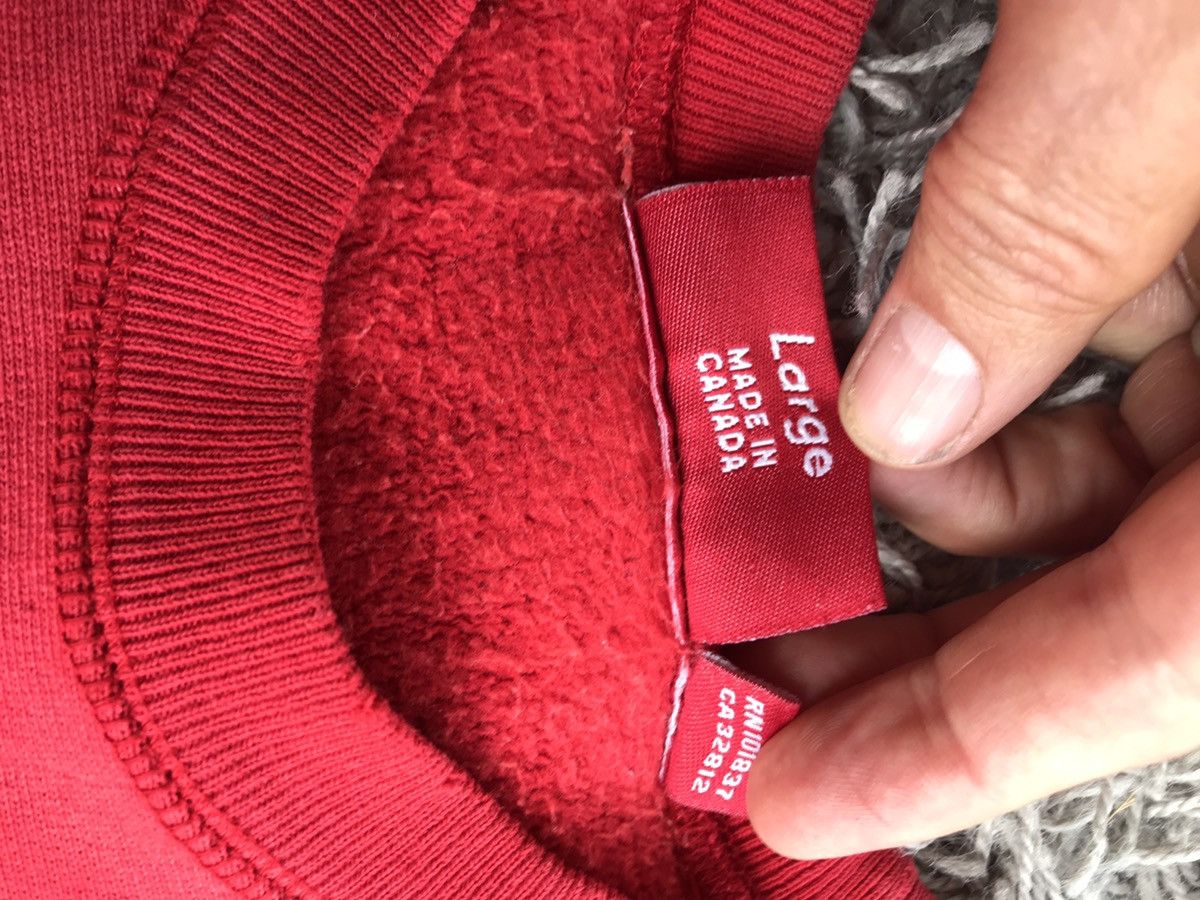 Large
MADE IN
CANADA
RN101837
CA32812